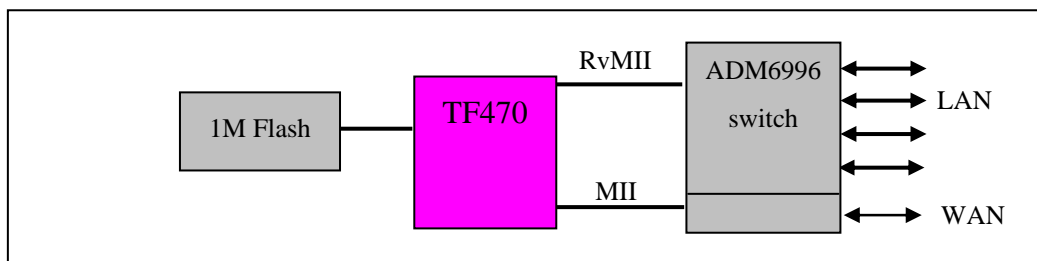 RvMII
ADM6996
switch
LAN
TF470
1M Flash
MII
WAN